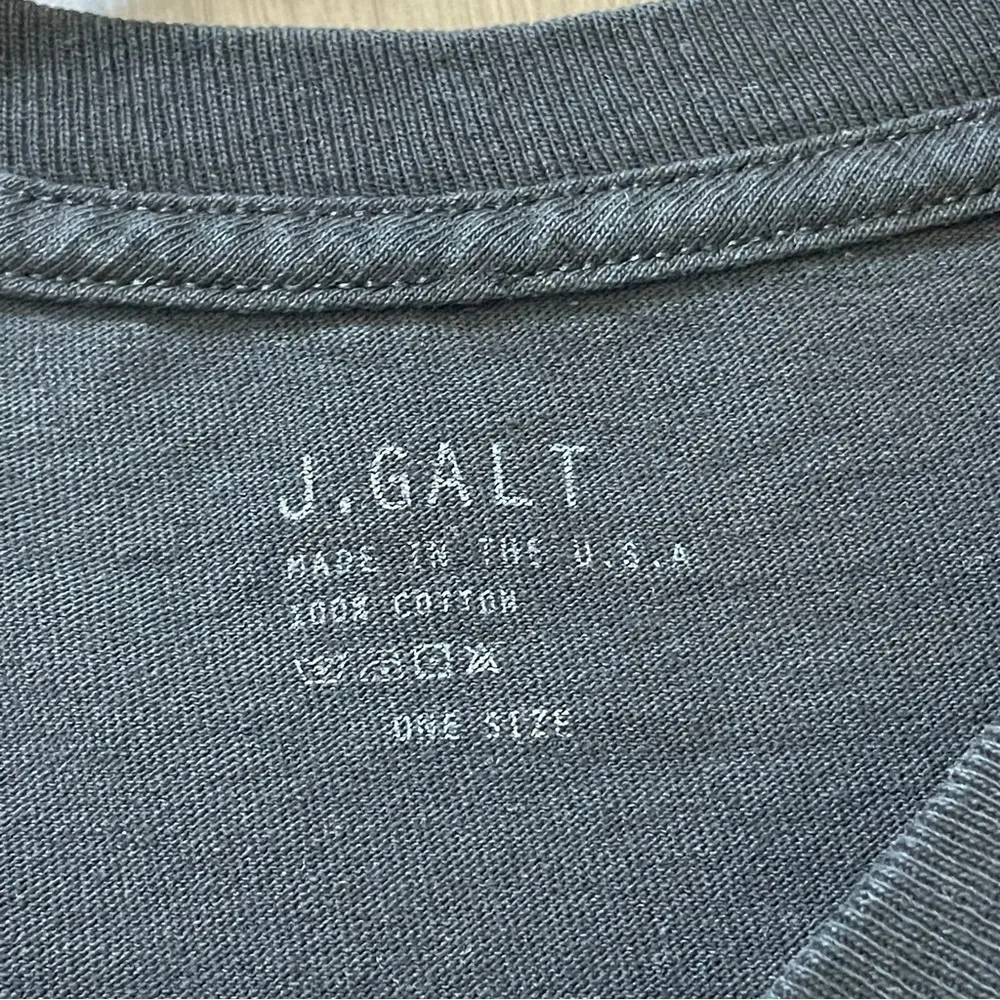 J.GALT
MADE IN THE U.S.A
100% COTTON
ONE SIZE